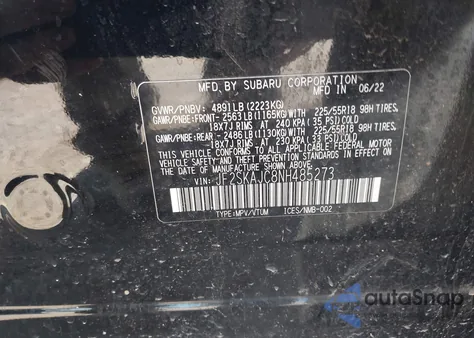 MFD. BY SUBARU CORPORATION
MFD IN 06/22
GVWR/PNBV: 4891LB(2223KG)
GAWR/PNBE:FRONT- 2563LB(1165KG)WITH 225/55R18 98H TIRES,
18X7J RIMS AT 240 KPA(35 PSI)COLD
GAWR/PNBE:REAR- 2486LB(1130KG)WITH 225/55R18 98H TIRES,
18X7J RIMS AT 230 KPA(33 PSI)COLD
THIS VEHICLE CONFORMS TO ALL APPLICABLE FEDERAL MOTOR
VEHICLE SAFETY AND THEFT PREVENTION STANDARDS IN EFFECT ON
THE DATE OF MANUFACTURE SHOWN ABOVE.
VIN: JF2SKAJC8NH485273
TYPE:MPV/VTUM ICES/NMB-002
autoSnap